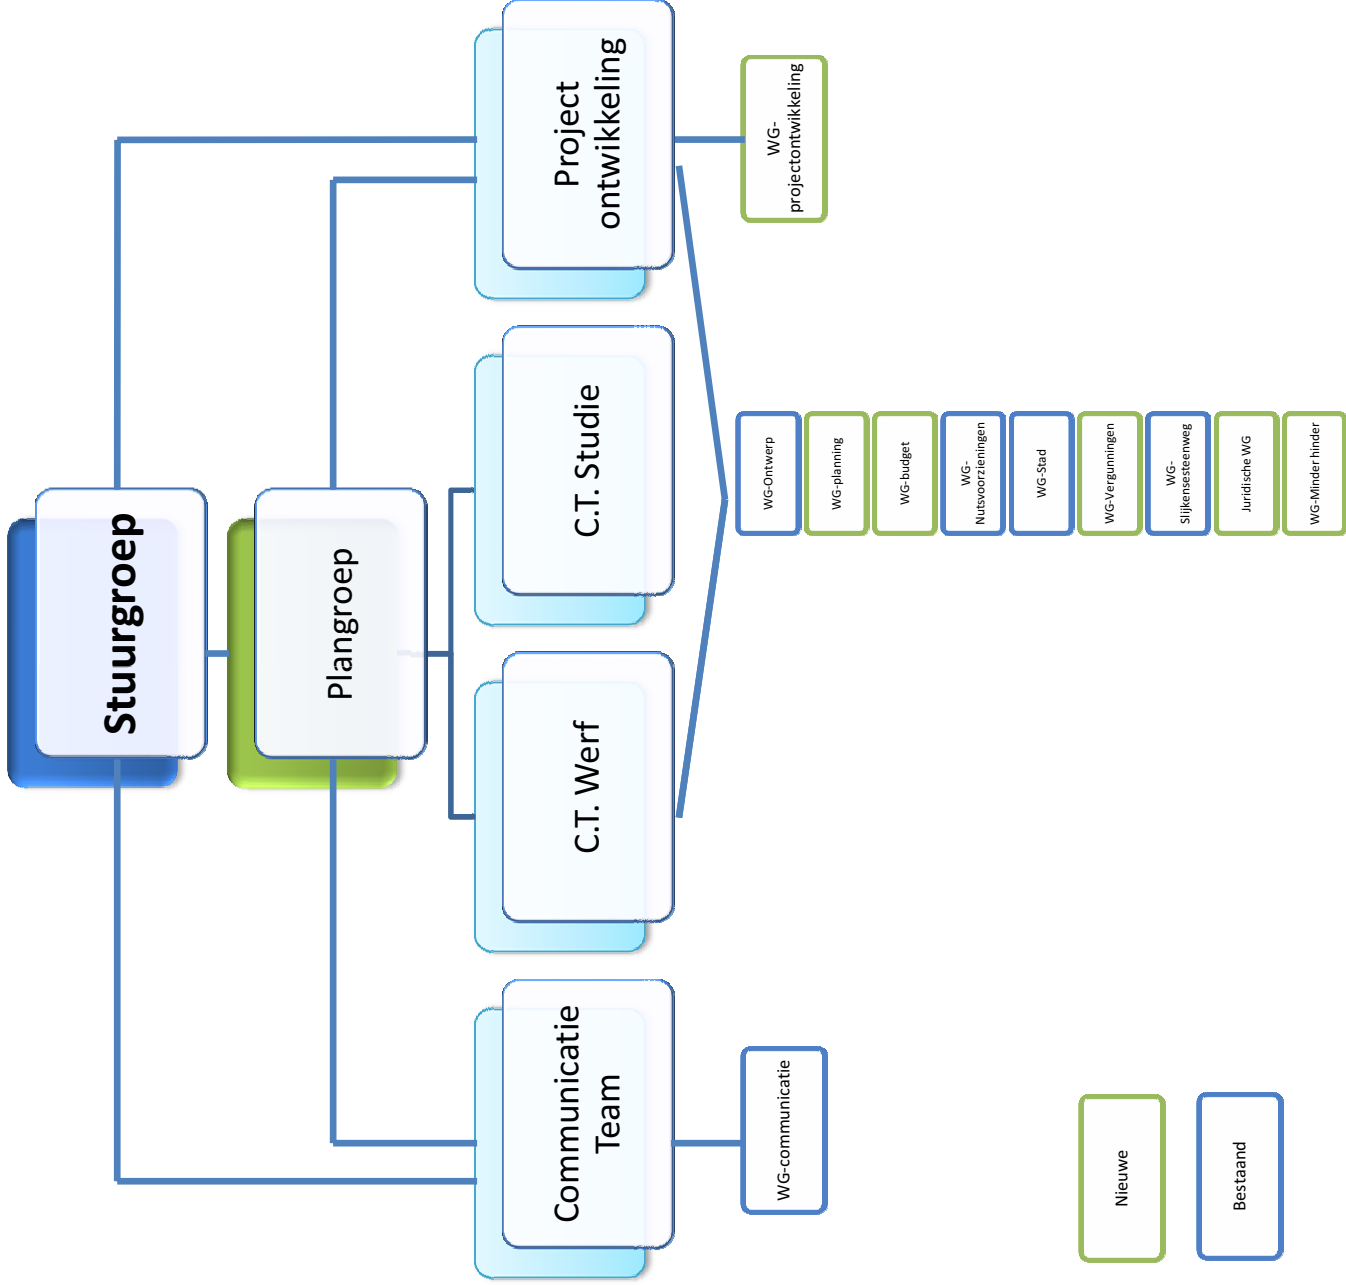 Stuurgroep
Plangroep
Communicatie
Team
C.T. Werf
C.T. Studie
Project
ontwikkeling
WG-communicatie
WG-
projectontwikkeling
WG-Ontwerp
WG-planning
WG-budget
WG-
Nutsvoorzieningen
WG-Stad
WG-Vergunningen
WG-
Slijkensesteenweg
Juridische WG
WG-Minder hinder
Nieuwe
Bestaand